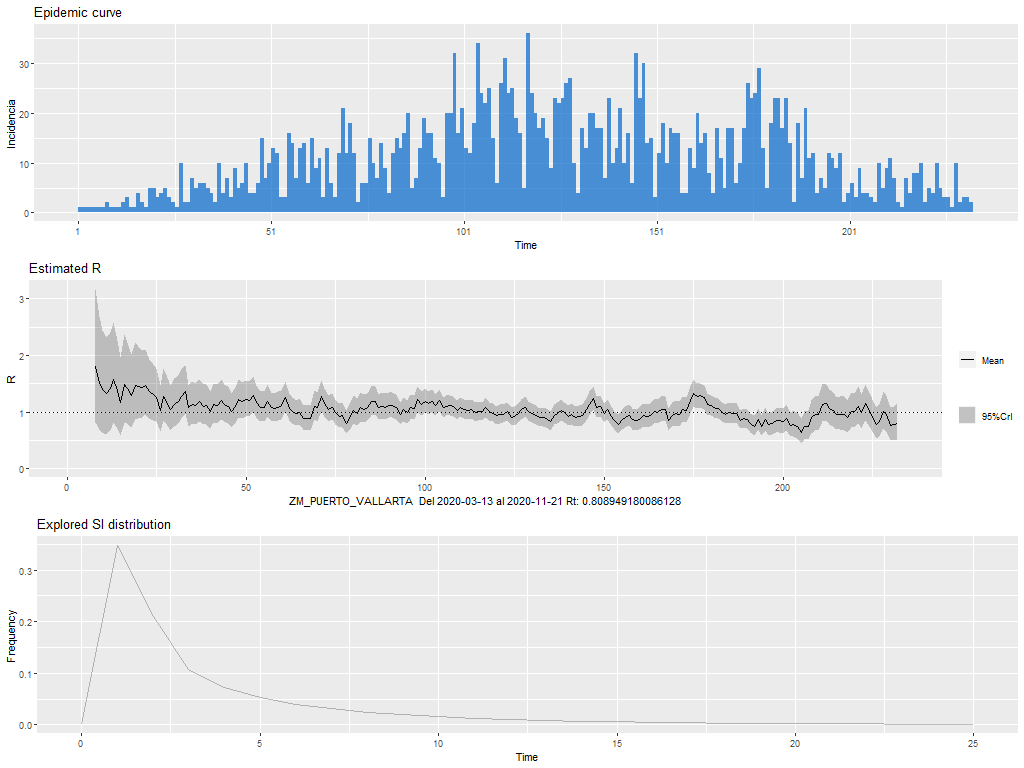 Epidemic curve
Incidencia
30
20
10
0
1
51
101
151
201
Time
Estimated R
R
3
2
1
0
0
50
100
150
200
Mean
95%CrI
ZM_PUERTO_VALLARTA Del 2020-03-13 al 2020-11-21 Rt: 0.808949180086128
Explored SI distribution
Frequency
0.3
0.2
0.1
0.0
0
5
10
15
20
25
Time